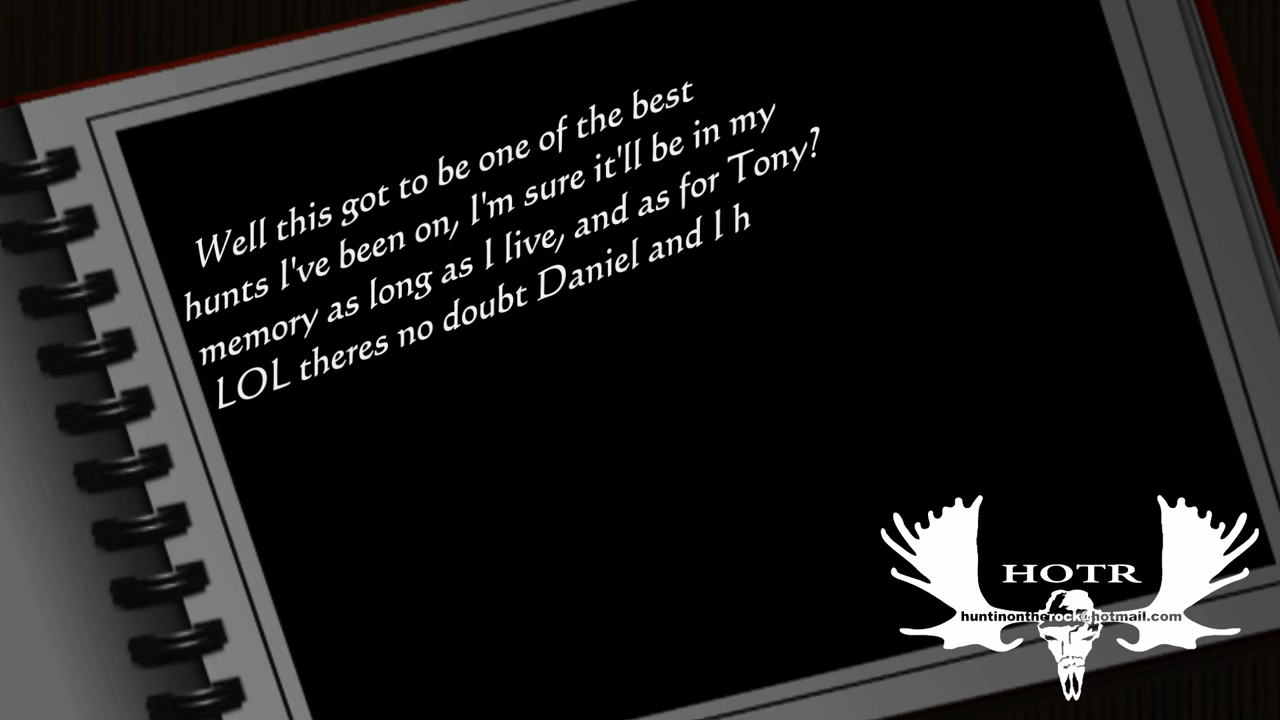 Well this got to be one of the best
hunts I've been on, I'm sure it'll be in my
memory as long as I live, and as for Tony?
LOL theres no doubt Daniel and I h
HOTR
huntinontherock@hotmail.com